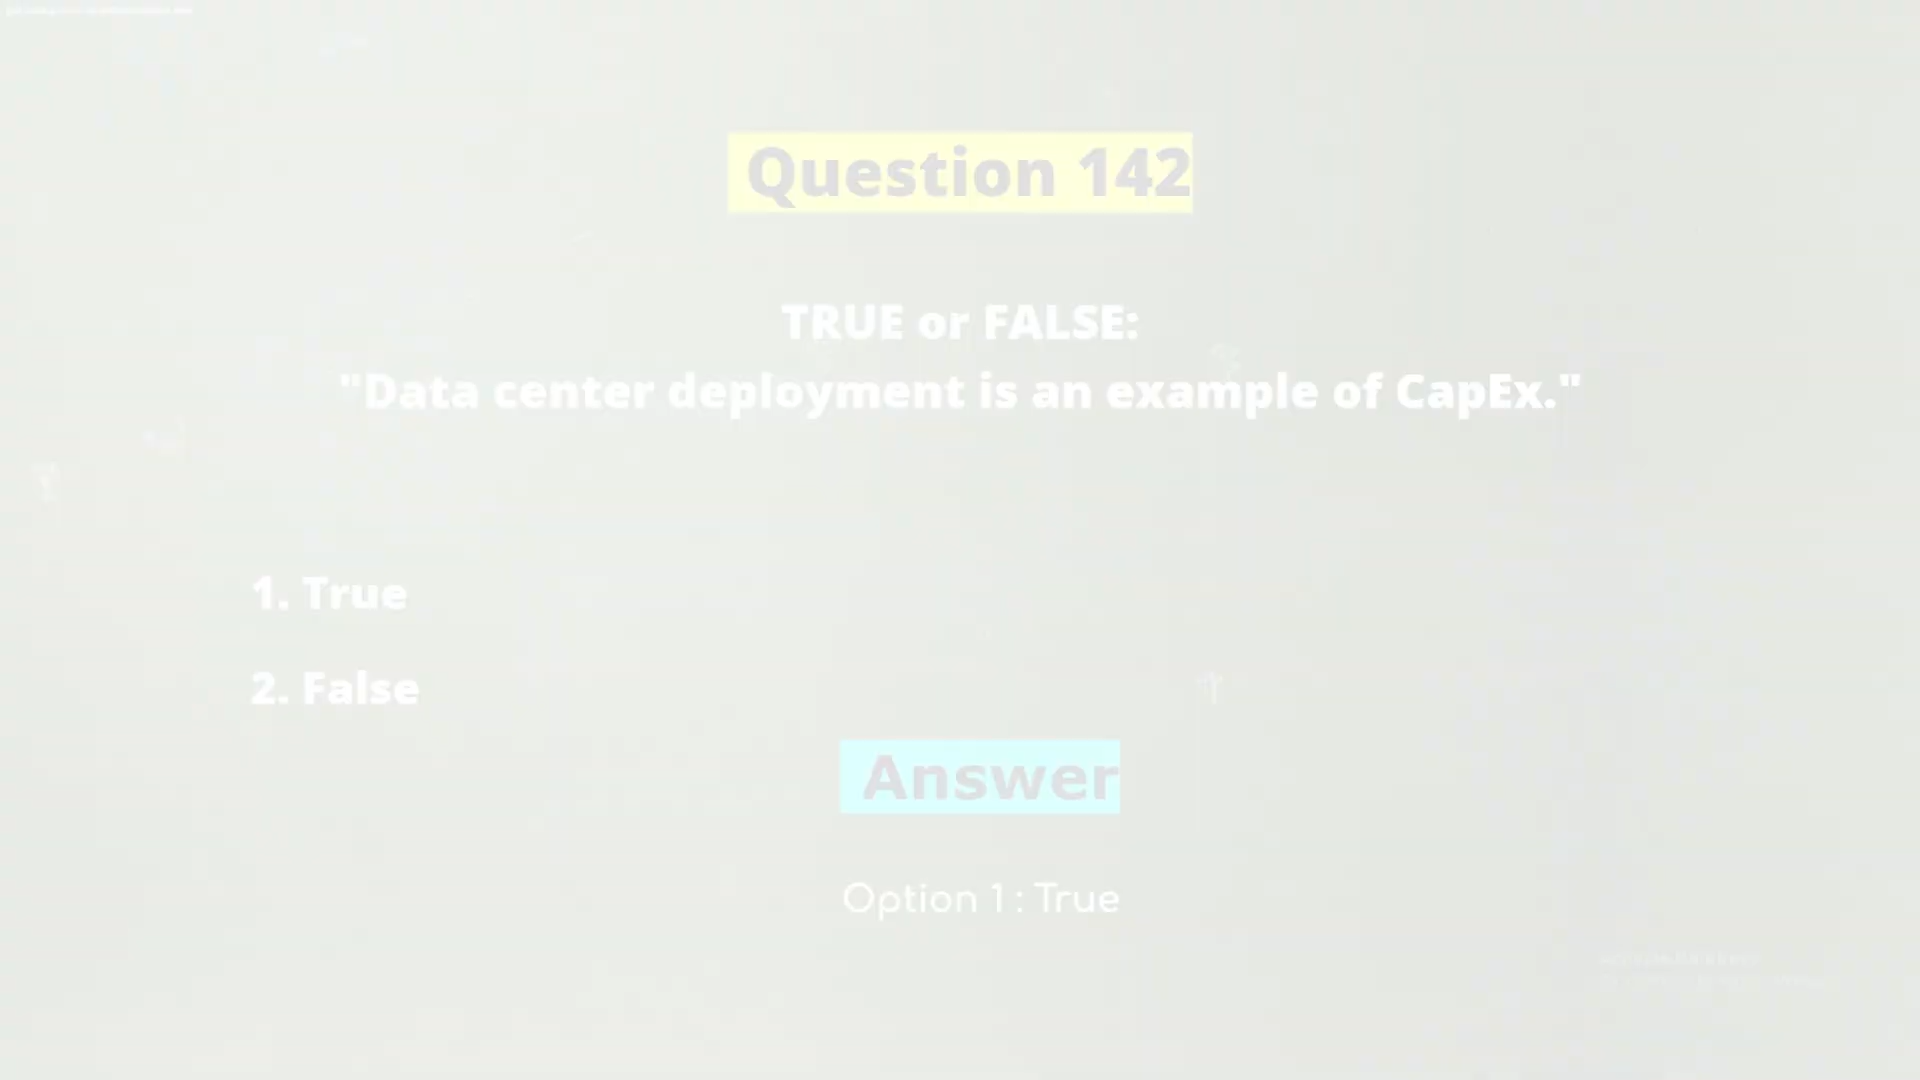 Question 142
TRUE or FALSE:
"Data center deployment is an example of CapEx."
1. True
2. False
Answer
Option 1 : True